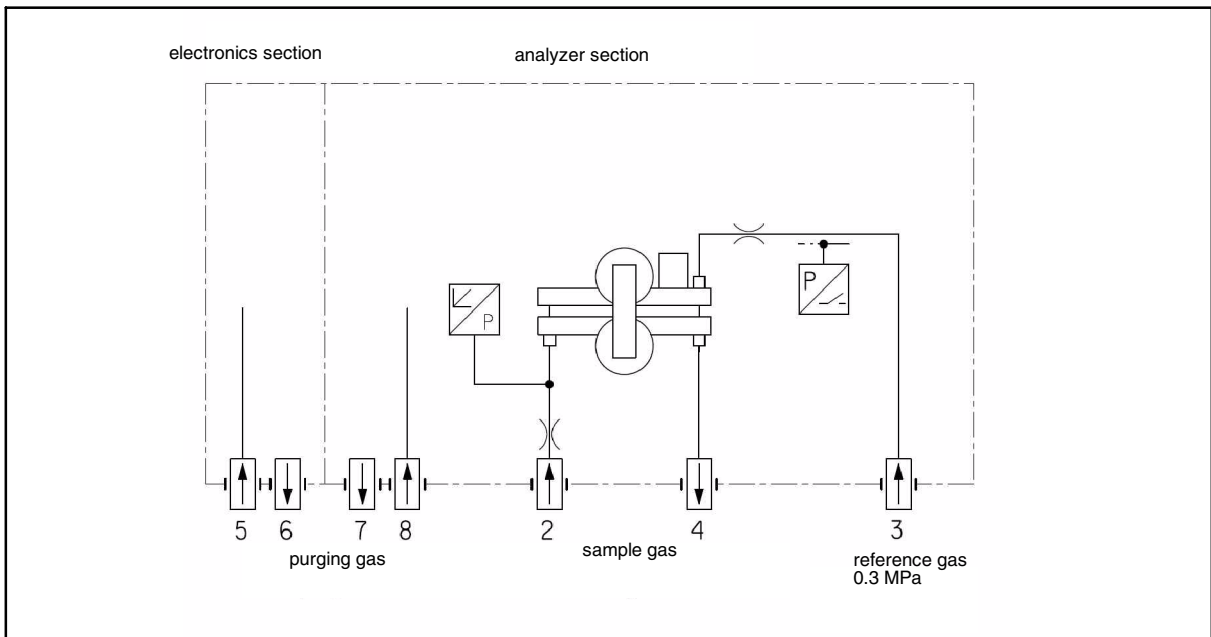 electronics section
analyzer section
P
P
5
6
7
8
2
4
3
purging gas
sample gas
reference gas
0.3 MPa